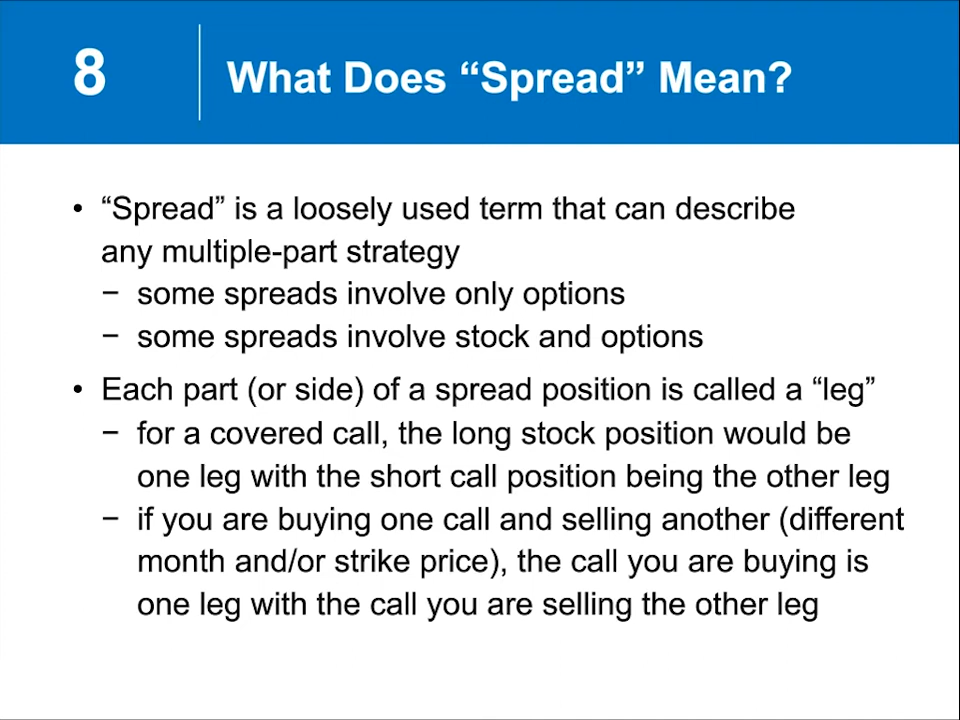 8
What Does “Spread” Mean?
• “Spread” is a loosely used term that can describe
any multiple-part strategy
− some spreads involve only options
− some spreads involve stock and options
• Each part (or side) of a spread position is called a “leg”
− for a covered call, the long stock position would be
one leg with the short call position being the other leg
− if you are buying one call and selling another (different
month and/or strike price), the call you are buying is
one leg with the call you are selling the other leg